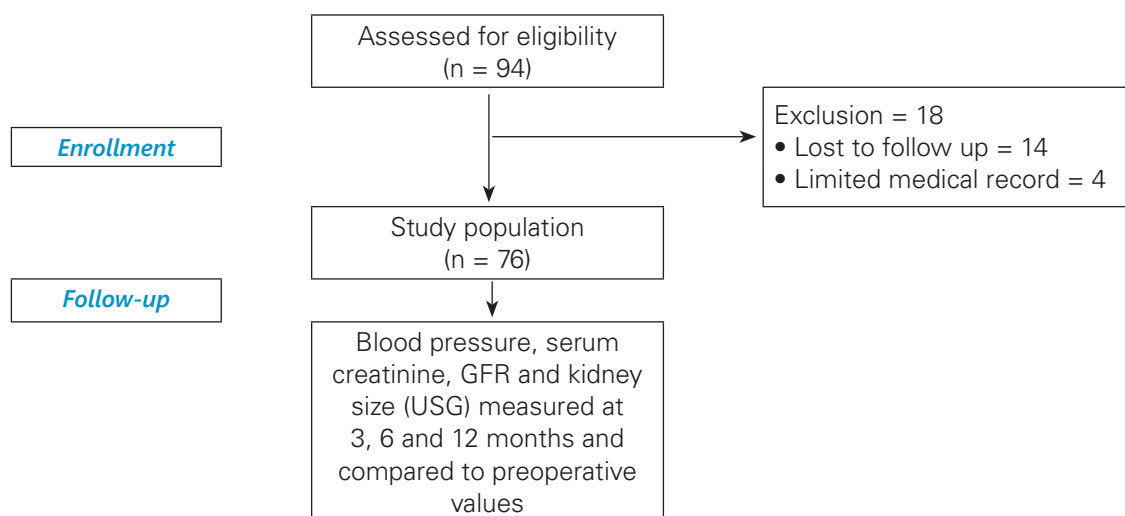 Assessed for eligibility
(n = 94)
Enrollment
Exclusion = 18
• Lost to follow up = 14
• Limited medical record = 4
Study population
(n = 76)
Follow-up
Blood pressure, serum
creatinine, GFR and kidney
size (USG) measured at
3, 6 and 12 months and
compared to preoperative
values